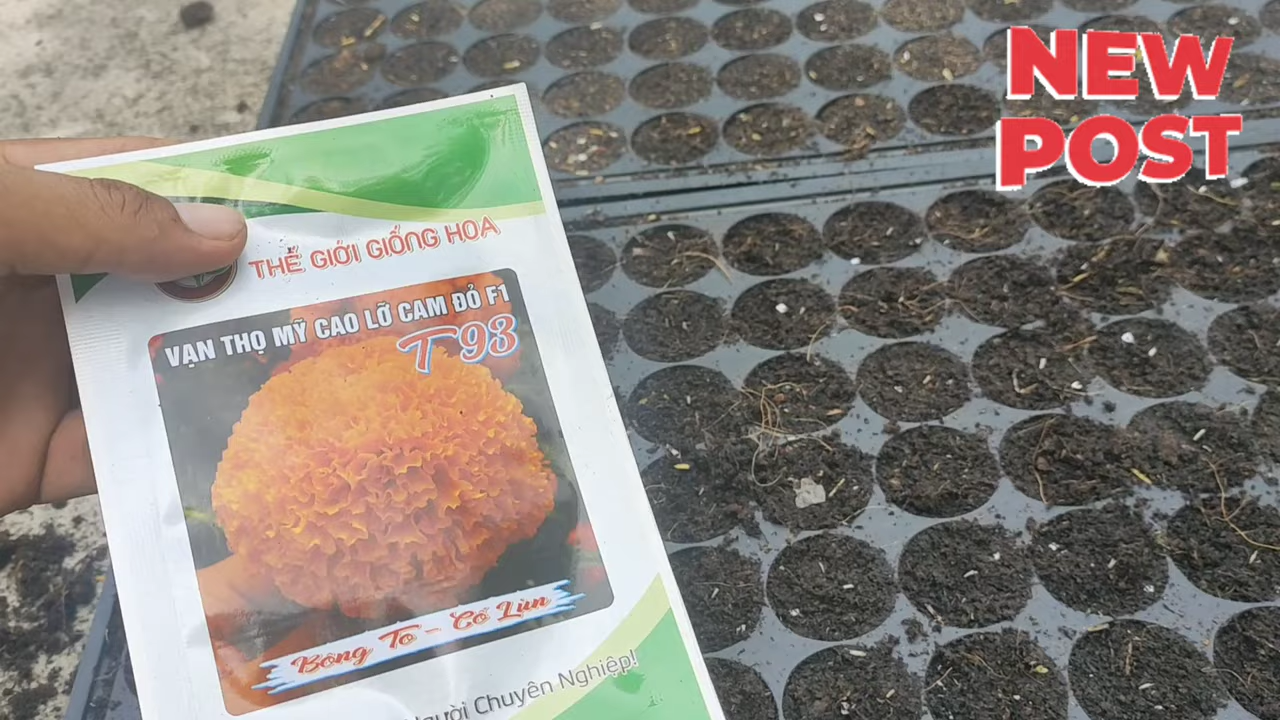 NEW
POST
THẾ GIỚI GIỐNG HOA
VẠN THỌ MỸ CAO LỠ CAM ĐỎ F1
T93
Bông To - Cổ Lùn
Người Chuyên Nghiệp!